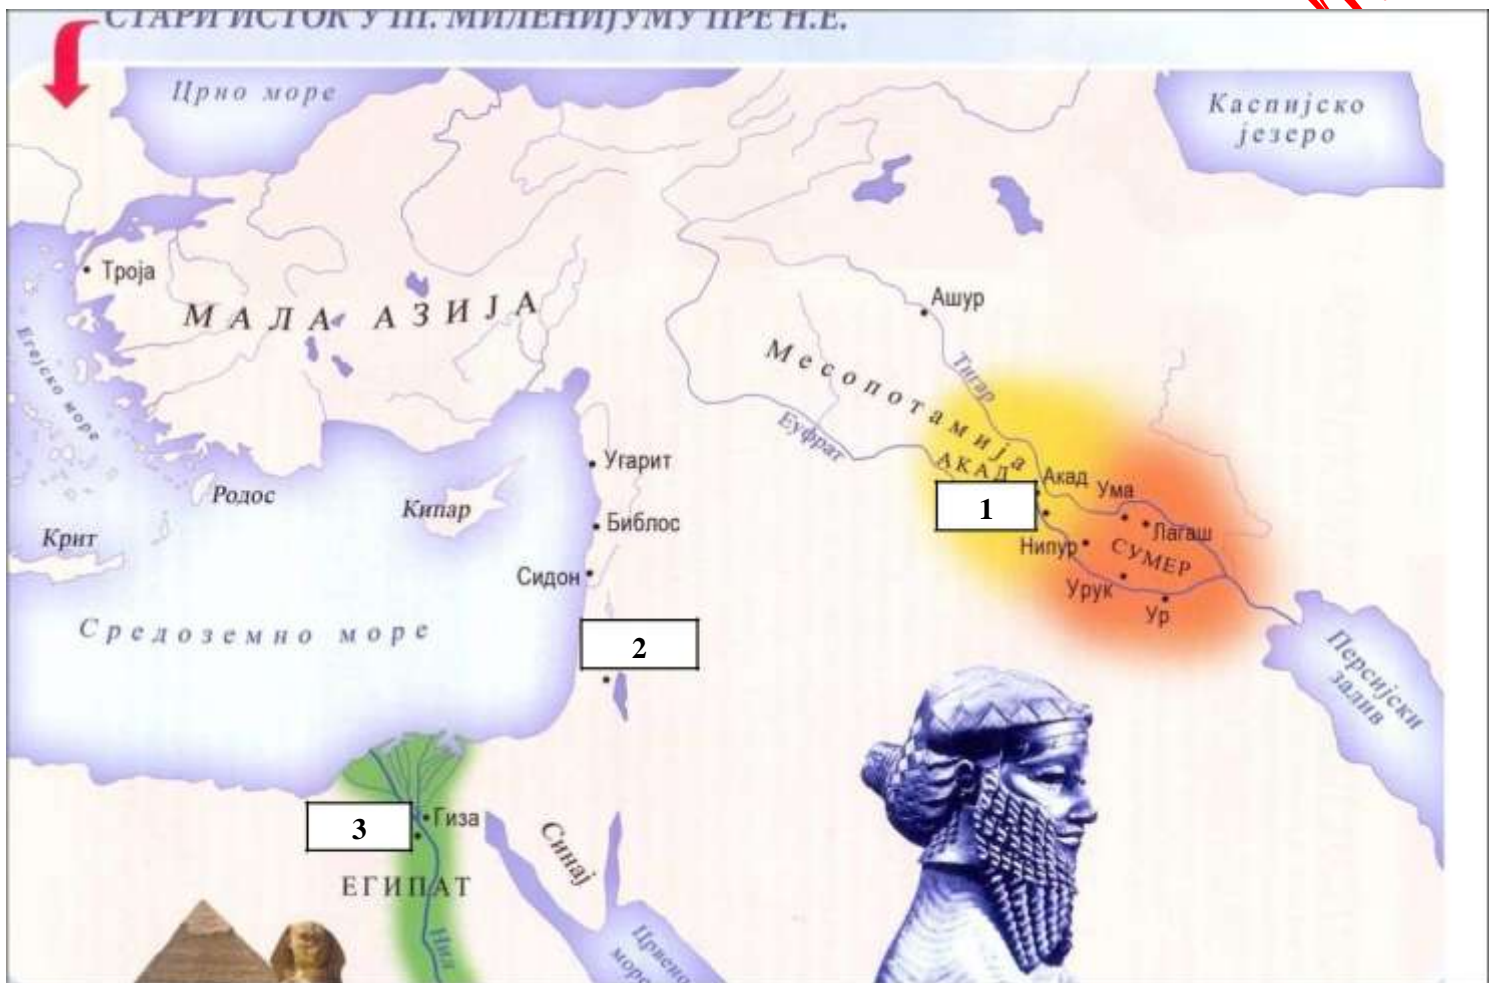 СТАРИ ИСТОК У III. МИЛЕНИЈУМУ ПРЕ Н.Е.
Црно море
Каспијско
језеро
Троја
МАЛА АЗИЈА
Ашур
Егејско море
Месопотамија
Тигар
Еуфрат
АКАД
Акад
Ума
1
Лагаш
Нипур
СУМЕР
Урук
Ур
Угарит
Родос
Кипар
Библос
Крит
Сидон
Средоземно море
2
Персијски
залив
3
Гиза
Синај
ЕГИПАТ
Нил
Црвено
море